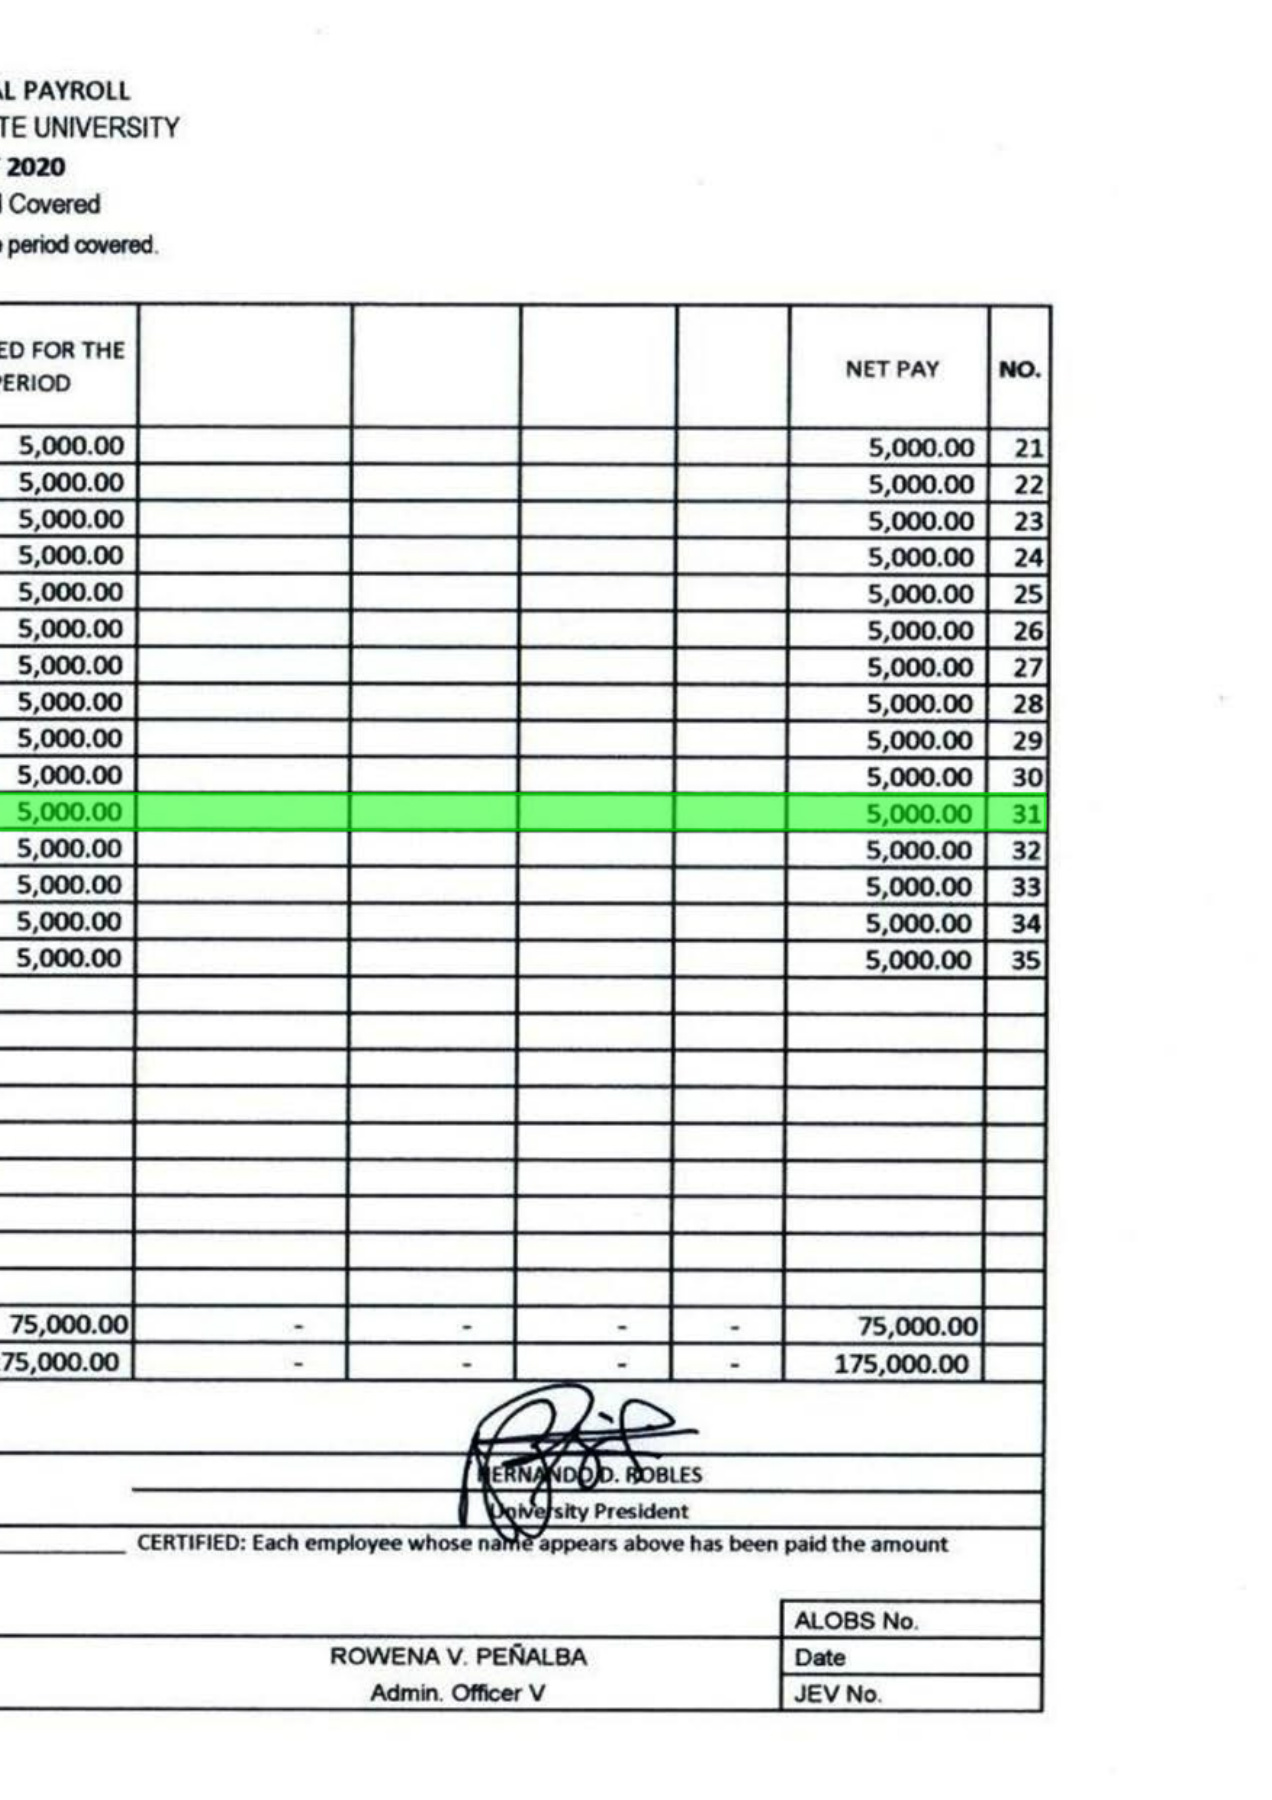 AL PAYROLL
TE UNIVERSITY
2020
Covered
period covered.
ED FOR THE PERIOD NET PAY NO.
5,000.00 5,000.00 21
5,000.00 5,000.00 22
5,000.00 5,000.00 23
5,000.00 5,000.00 24
5,000.00 5,000.00 25
5,000.00 5,000.00 26
5,000.00 5,000.00 27
5,000.00 5,000.00 28
5,000.00 5,000.00 29
5,000.00 5,000.00 30
5,000.00 5,000.00 31
5,000.00 5,000.00 32
5,000.00 5,000.00 33
5,000.00 5,000.00 34
5,000.00 5,000.00 35
75,000.00 - - - - 75,000.00
75,000.00 - - - - 175,000.00
HERNANDO D. ROBLES
University President
CERTIFIED: Each employee whose name appears above has been paid the amount
ALOBS No.
ROWENA V. PEÑALBA Date
Admin. Officer V JEV No.